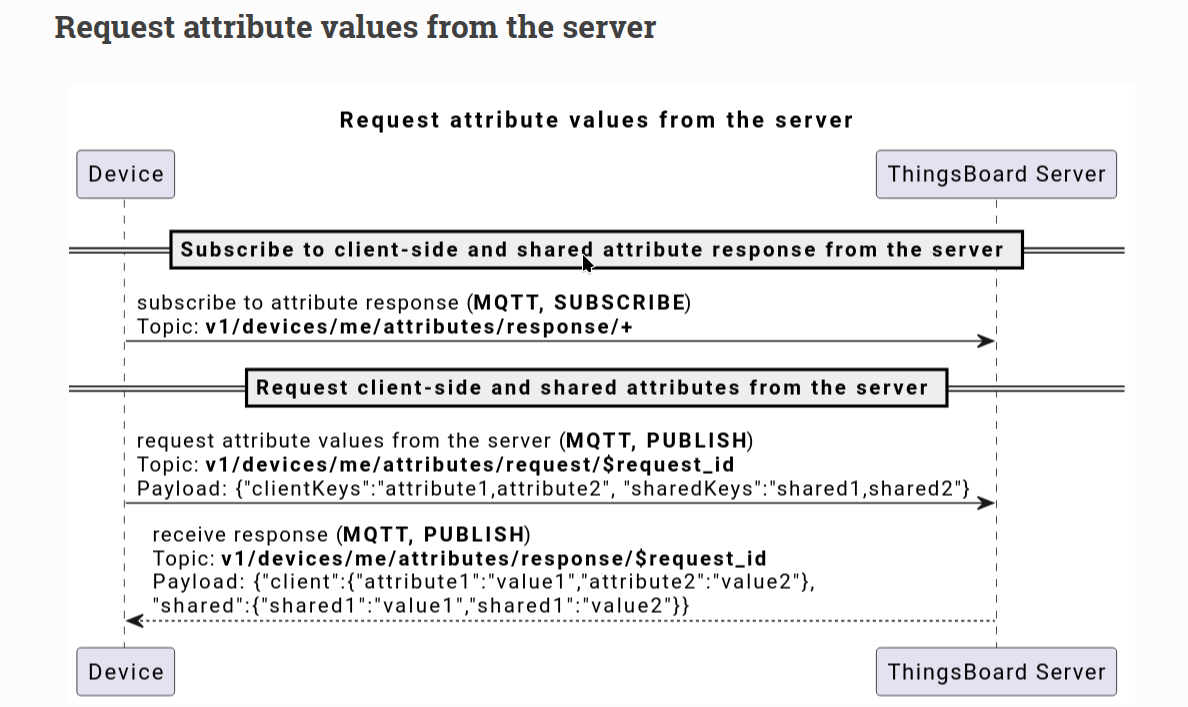 Request attribute values from the server
Request attribute values from the server
Device
ThingsBoard Server
Subscribe to client-side and shared attribute response from the server
subscribe to attribute response (MQTT, SUBSCRIBE)
Topic: v1/devices/me/attributes/response/+
Request client-side and shared attributes from the server
request attribute values from the server (MQTT, PUBLISH)
Topic: v1/devices/me/attributes/request/$request_id
Payload: {"clientKeys":"attribute1,attribute2", "sharedKeys":"shared1,shared2"}
receive response (MQTT, PUBLISH)
Topic: v1/devices/me/attributes/response/$request_id
Payload: {"client":{"attribute1":"value1","attribute2":"value2"},
"shared":{"shared1":"value1","shared1":"value2"}}
Device
ThingsBoard Server